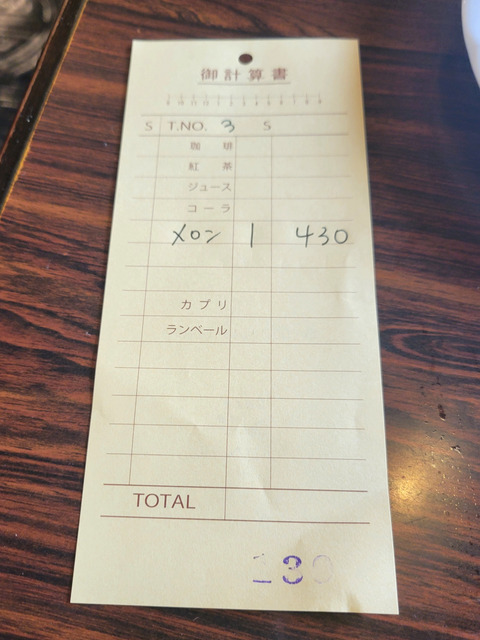 御計算書
S T.NO. 3 S
珈琲
紅茶
ジュース
コーラ
メロン 1 430
カプリ
ランベール
TOTAL